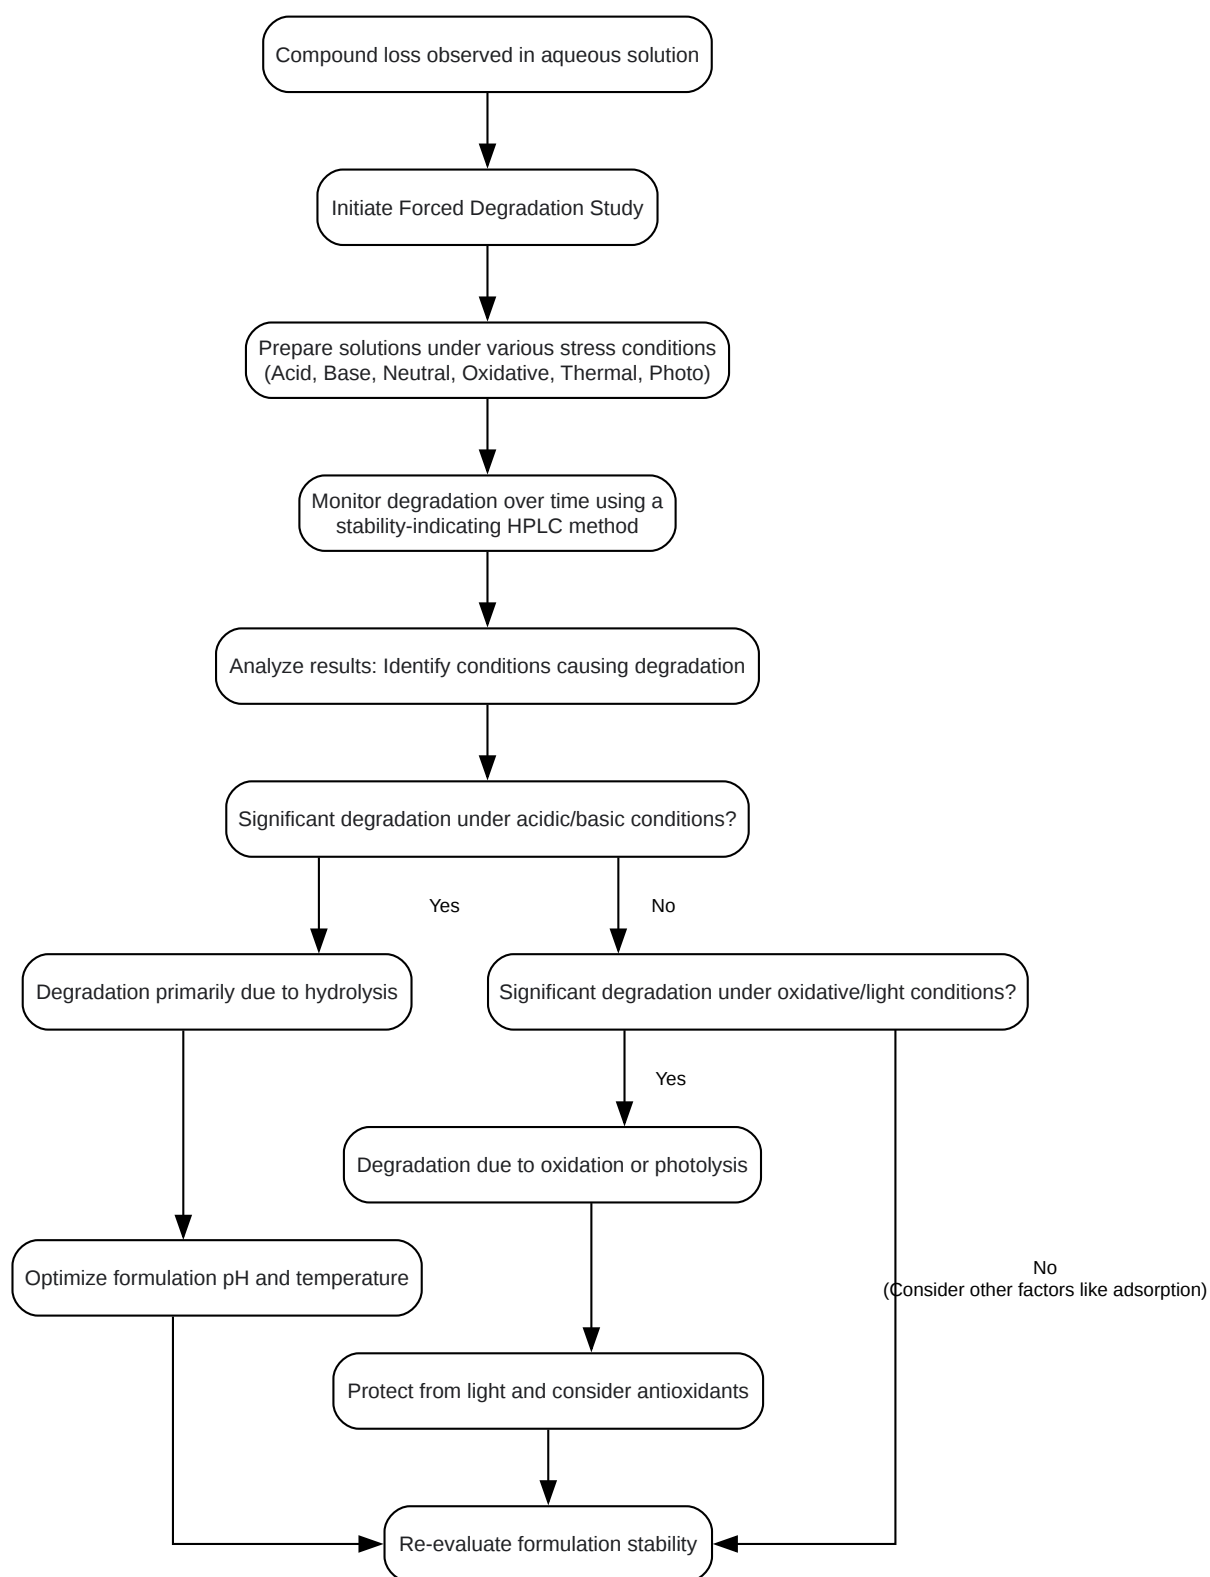 Compound loss observed in aqueous solution
Initiate Forced Degradation Study
Prepare solutions under various stress conditions
(Acid, Base, Neutral, Oxidative, Thermal, Photo)
Monitor degradation over time using a
stability-indicating HPLC method
Analyze results: Identify conditions causing degradation
Significant degradation under acidic/basic conditions?
Yes
No
Degradation primarily due to hydrolysis
Significant degradation under oxidative/light conditions?
Yes
Degradation due to oxidation or photolysis
Optimize formulation pH and temperature
No
(Consider other factors like adsorption)
Protect from light and consider antioxidants
Re-evaluate formulation stability